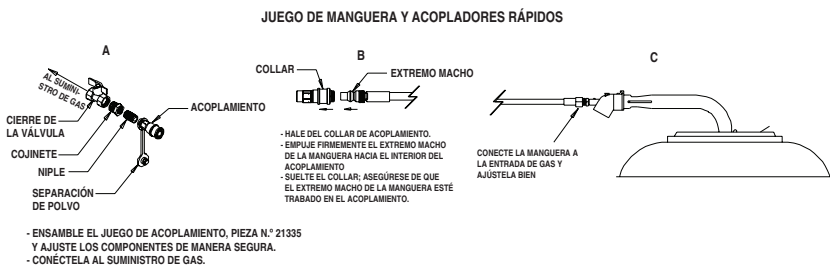 JUEGO DE MANGUERA Y ACOPLADORES RÁPIDOS
A
AL SUMINI-
STRO DE GAS
CIERRE DE
LA VÁLVULA
COJINETE
NIPLE
SEPARACIÓN
DE POLVO
ACOPLAMIENTO
- ENSAMBLE EL JUEGO DE ACOPLAMIENTO, PIEZA N.º 21335
Y AJUSTE LOS COMPONENTES DE MANERA SEGURA.
- CONÉCTELA AL SUMINISTRO DE GAS.
B
COLLAR
EXTREMO MACHO
- HALE DEL COLLAR DE ACOPLAMIENTO.
- EMPUJE FIRMEMENTE EL EXTREMO MACHO
DE LA MANGUERA HACIA EL INTERIOR DEL
ACOPLAMIENTO
- SUELTE EL COLLAR; ASEGÚRESE DE QUE
EL EXTREMO MACHO DE LA MANGUERA ESTÉ
TRABADO EN EL ACOPLAMIENTO.
C
CONECTE LA MANGUERA A
LA ENTRADA DE GAS Y
AJÚSTELA BIEN